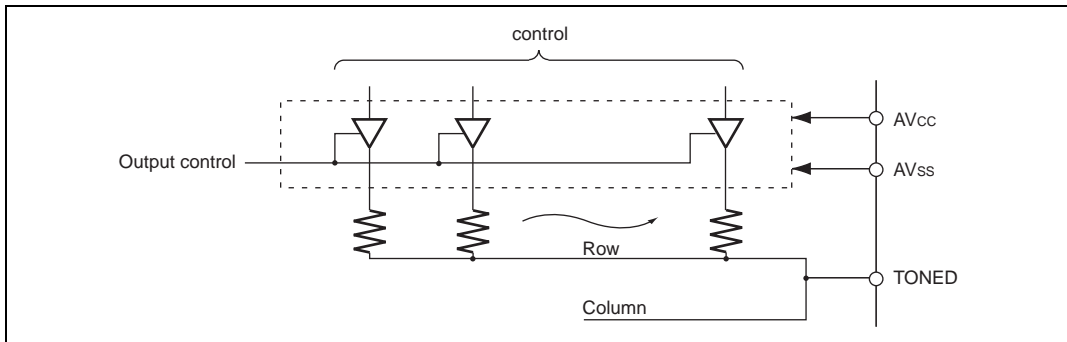 control
AVCC
Output control
AVSS
Row
TONED
Column